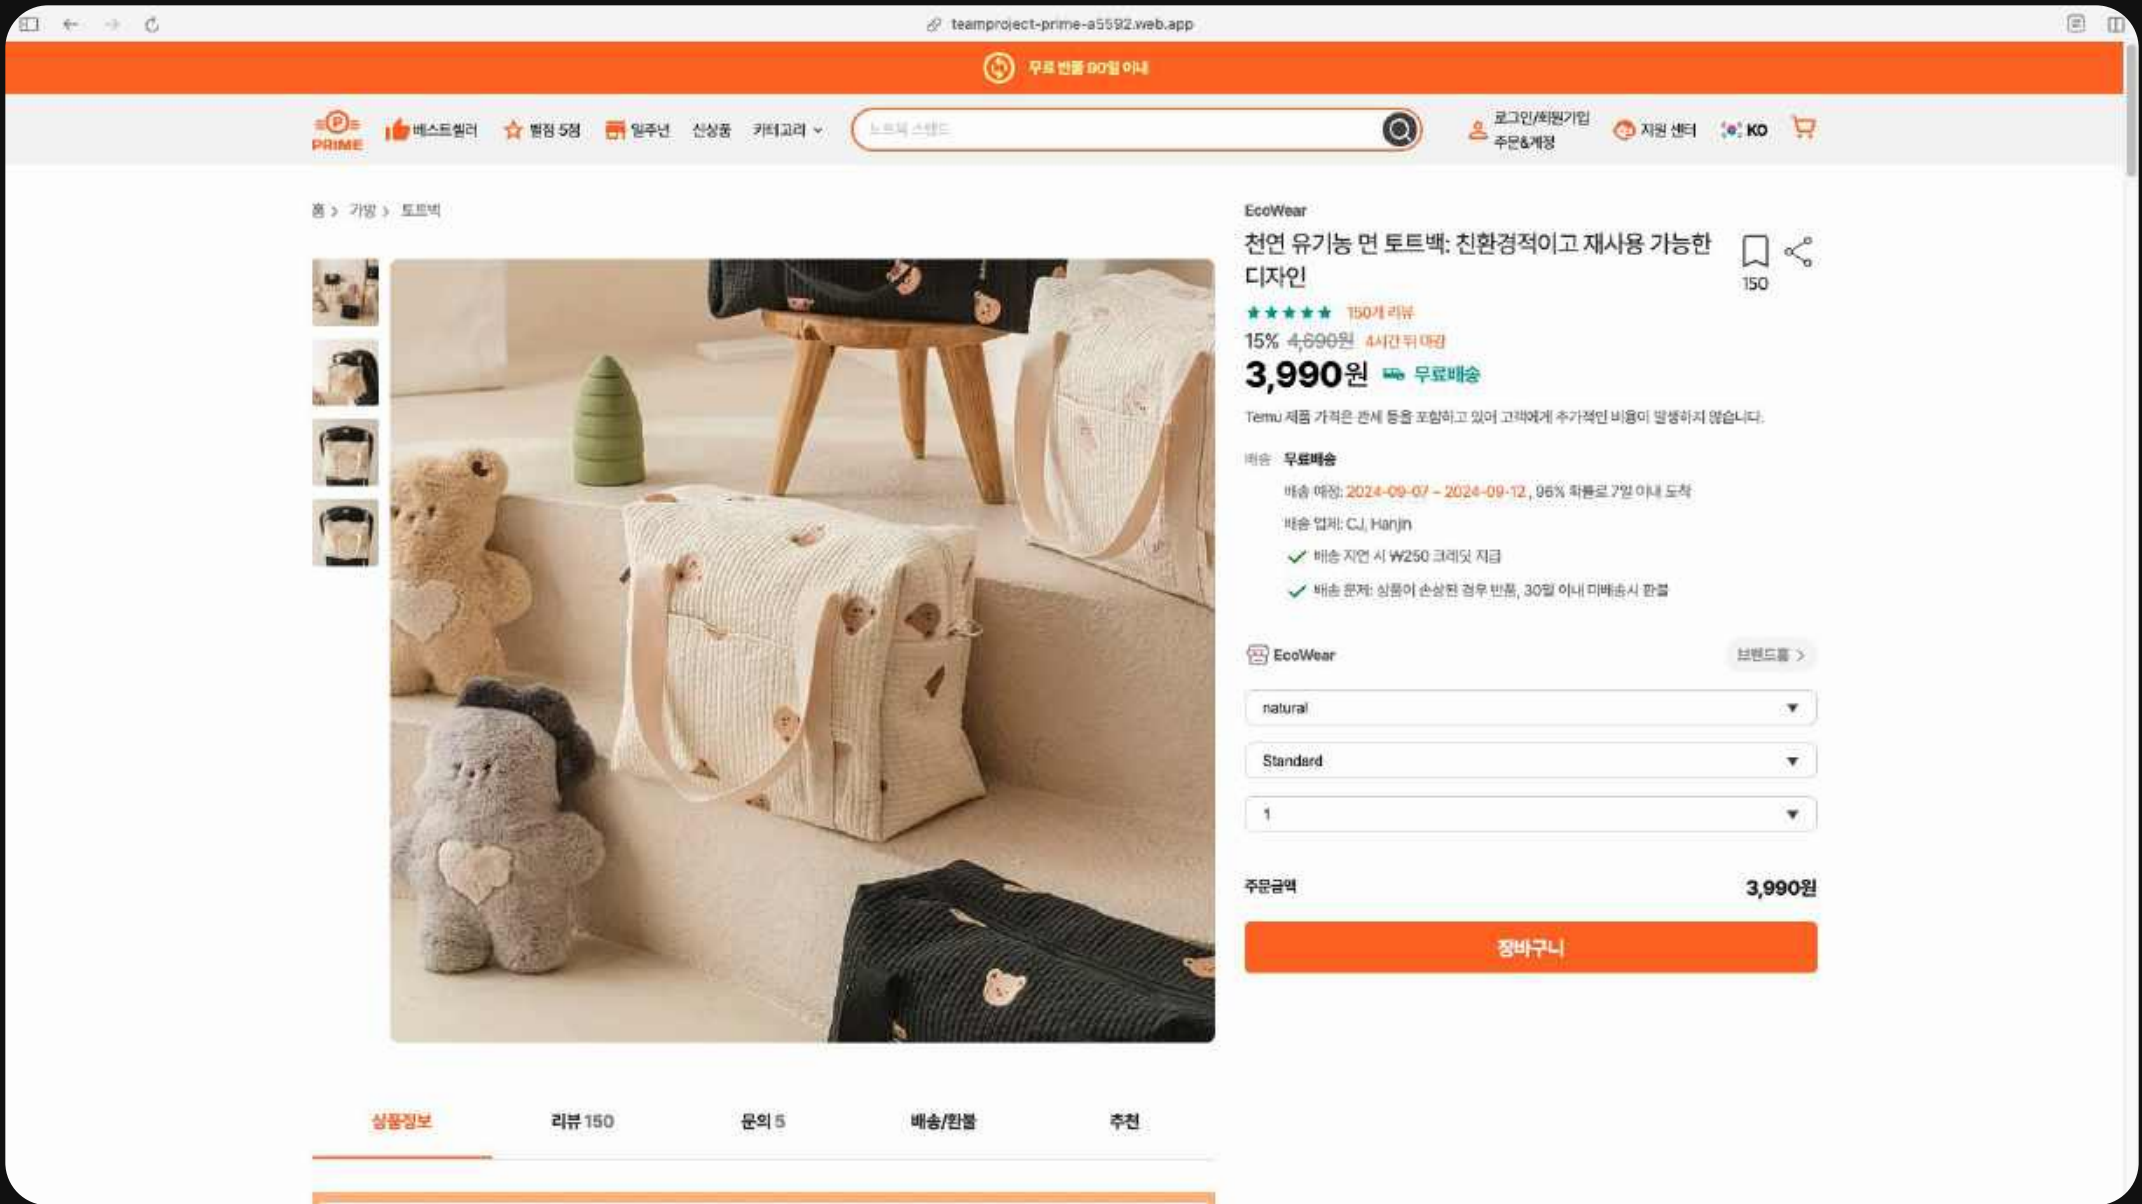 teamproject-prime-a5592.web.app
무료 반품 90일 이내
PRIME
베스트셀러
별점 5점
일주년
신상품
카테고리
노트북 스탠드
로그인/회원가입
주문&계정
지원 센터
KO
홈 > 가방 > 토트백
EcoWear
천연 유기농 면 토트백: 친환경적이고 재사용 가능한
디자인
150
150개 리뷰
15% 4,690원 4시간 뒤 마감
3,990원 무료배송
Temu 제품 가격은 관세 등을 포함하고 있어 고객에게 추가적인 비용이 발생하지 않습니다.
배송 무료배송
배송 예정: 2024-09-07 ~ 2024-09-12, 96% 확률로 7일 이내 도착
배송 업체: CJ, Hanjin
배송 지연 시 ₩250 크레딧 지급
배송 문제: 상품이 손상된 경우 반품, 30일 이내 미배송시 환불
EcoWear
브랜드홈 >
natural
Standard
1
주문금액 3,990원
장바구니
상품정보
리뷰 150
문의 5
배송/환불
추천